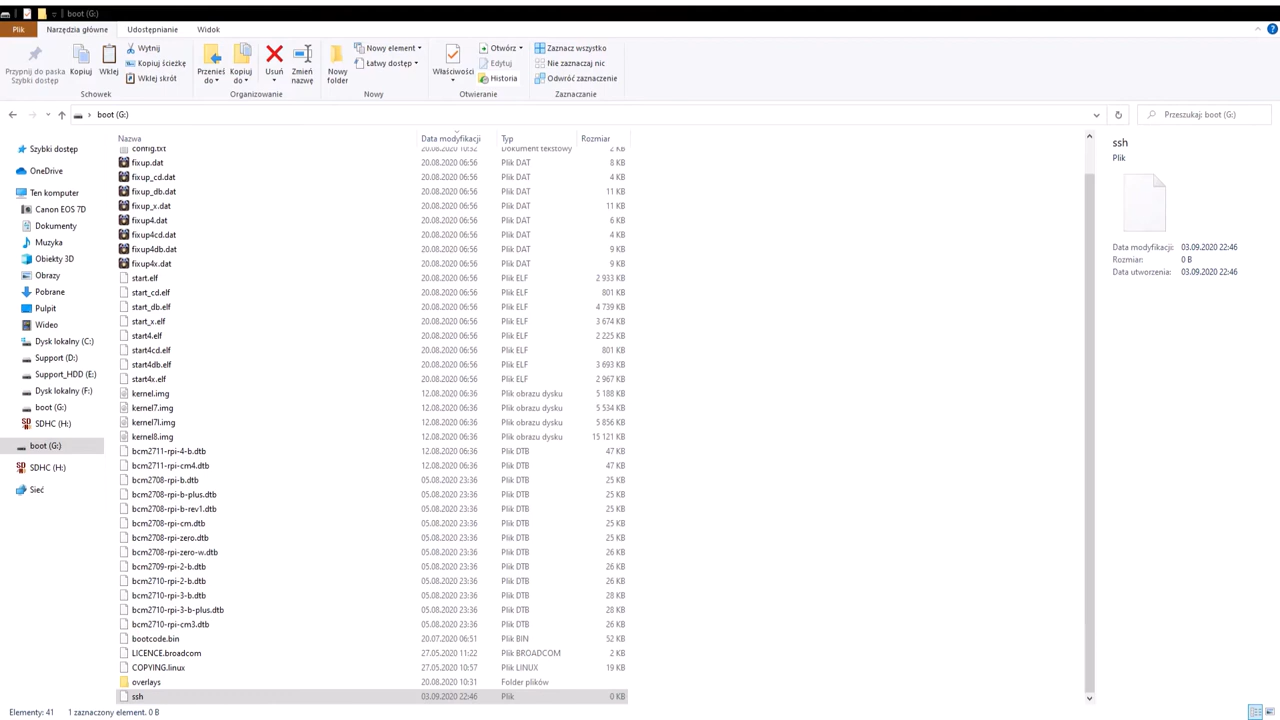 boot (G:)
Plik Narzędzia główne Udostępnianie Widok
Przypnij do paska Szybki dostęp
Kopiuj
Wklej
Wytnij
Kopiuj ścieżkę
Wklej skrót
Przenieś do
Kopiuj do
Usuń
Zmień nazwę
Nowy folder
Nowy element
Łatwy dostęp
Właściwości
Otwórz
Edytuj
Historia
Zaznacz wszystko
Nie zaznaczaj nic
Odwróć zaznaczenie
Schowek Organizowanie Nowy Otwieranie Zaznaczanie
boot (G:)
Przeszukaj: boot (G:)
Szybki dostęp
OneDrive
Ten komputer
Canon EOS 7D
Dokumenty
Muzyka
Obiekty 3D
Obrazy
Pobrane
Pulpit
Wideo
Dysk lokalny (C:)
Support (D:)
Support_HDD (E:)
Dysk lokalny (F:)
boot (G:)
SDHC (H:)
boot (G:)
SDHC (H:)
Sieć
Nazwa Data modyfikacji Typ Rozmiar
config.txt 20.08.2020 10:32 Dokument tekstowy 2 KB
fixup.dat 20.08.2020 06:56 Plik DAT 8 KB
fixup_cd.dat 20.08.2020 06:56 Plik DAT 4 KB
fixup_db.dat 20.08.2020 06:56 Plik DAT 11 KB
fixup_x.dat 20.08.2020 06:56 Plik DAT 11 KB
fixup4.dat 20.08.2020 06:56 Plik DAT 6 KB
fixup4cd.dat 20.08.2020 06:56 Plik DAT 4 KB
fixup4db.dat 20.08.2020 06:56 Plik DAT 9 KB
fixup4x.dat 20.08.2020 06:56 Plik DAT 9 KB
start.elf 20.08.2020 06:56 Plik ELF 2 933 KB
start_cd.elf 20.08.2020 06:56 Plik ELF 801 KB
start_db.elf 20.08.2020 06:56 Plik ELF 4 739 KB
start_x.elf 20.08.2020 06:56 Plik ELF 3 674 KB
start4.elf 20.08.2020 06:56 Plik ELF 2 225 KB
start4cd.elf 20.08.2020 06:56 Plik ELF 801 KB
start4db.elf 20.08.2020 06:56 Plik ELF 3 693 KB
start4x.elf 20.08.2020 06:56 Plik ELF 2 967 KB
kernel.img 12.08.2020 06:36 Plik obrazu dysku 5 188 KB
kernel7.img 12.08.2020 06:36 Plik obrazu dysku 5 534 KB
kernel7l.img 12.08.2020 06:36 Plik obrazu dysku 5 856 KB
kernel8.img 12.08.2020 06:36 Plik obrazu dysku 15 121 KB
bcm2711-rpi-4-b.dtb 12.08.2020 06:36 Plik DTB 47 KB
bcm2711-rpi-cm4.dtb 12.08.2020 06:36 Plik DTB 47 KB
bcm2708-rpi-b.dtb 05.08.2020 23:36 Plik DTB 25 KB
bcm2708-rpi-b-plus.dtb 05.08.2020 23:36 Plik DTB 25 KB
bcm2708-rpi-b-rev1.dtb 05.08.2020 23:36 Plik DTB 25 KB
bcm2708-rpi-cm.dtb 05.08.2020 23:36 Plik DTB 25 KB
bcm2708-rpi-zero.dtb 05.08.2020 23:36 Plik DTB 25 KB
bcm2708-rpi-zero-w.dtb 05.08.2020 23:36 Plik DTB 26 KB
bcm2709-rpi-2-b.dtb 05.08.2020 23:36 Plik DTB 26 KB
bcm2710-rpi-2-b.dtb 05.08.2020 23:36 Plik DTB 26 KB
bcm2710-rpi-3-b.dtb 05.08.2020 23:36 Plik DTB 28 KB
bcm2710-rpi-3-b-plus.dtb 05.08.2020 23:36 Plik DTB 28 KB
bcm2710-rpi-cm3.dtb 05.08.2020 23:36 Plik DTB 26 KB
bootcode.bin 20.07.2020 06:51 Plik BIN 52 KB
LICENCE.broadcom 27.05.2020 11:22 Plik BROADCOM 2 KB
COPYING.linux 27.05.2020 10:57 Plik LINUX 19 KB
overlays 20.08.2020 10:31 Folder plików
ssh 03.09.2020 22:46 Plik 0 KB
ssh
Plik
Data modyfikacji: 03.09.2020 22:46
Rozmiar: 0 B
Data utworzenia: 03.09.2020 22:46
Elementy: 41 1 zaznaczony element. 0 B